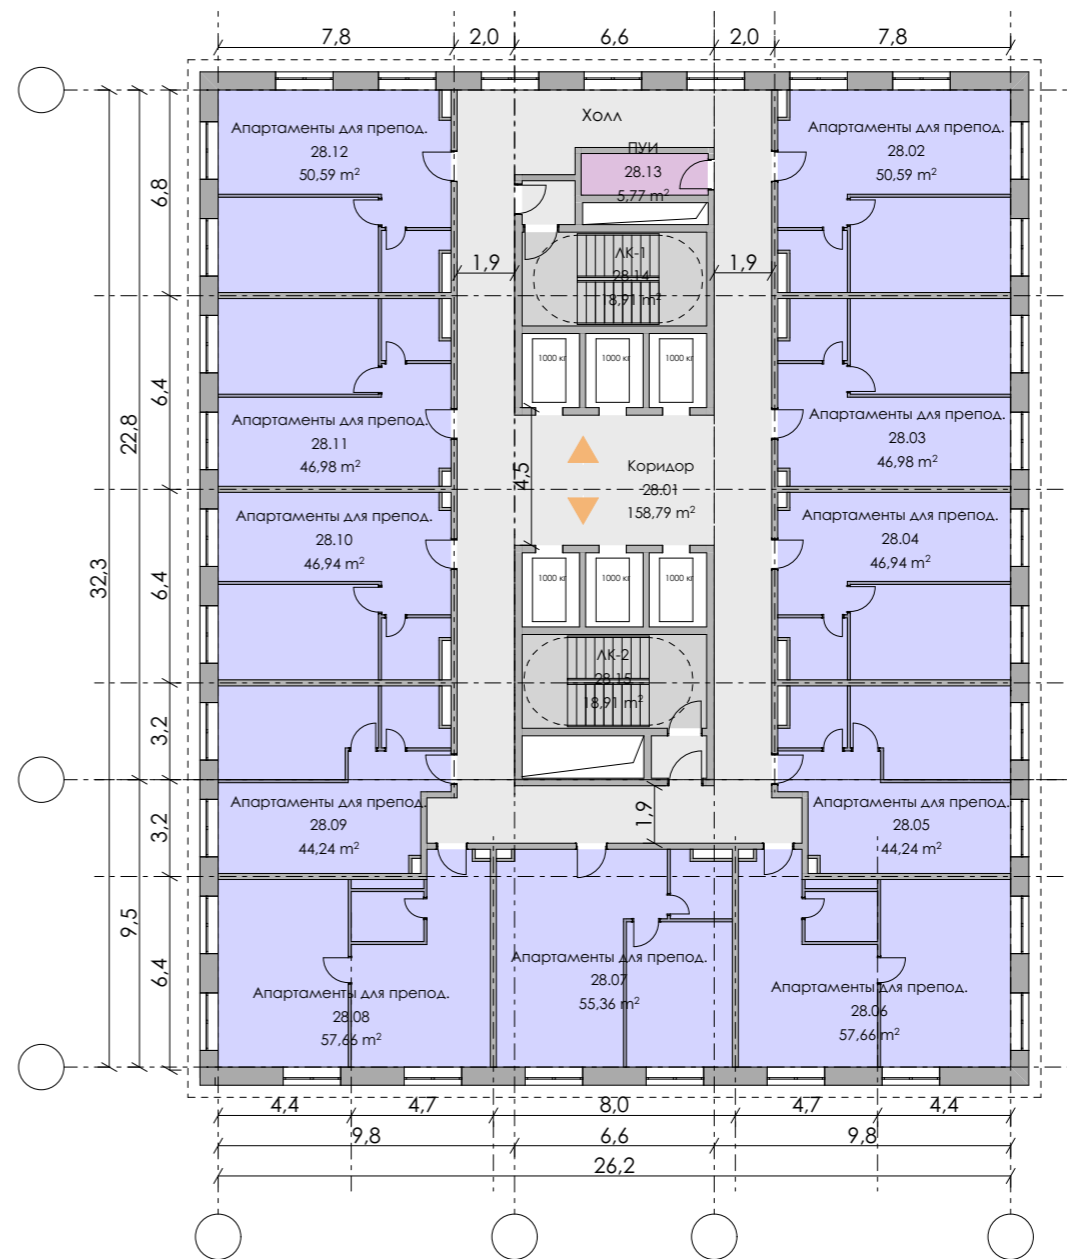 7,8
2,0
6,6
2,0
7,8
Холл
Апартаменты для препод.
28.12
50,59 m²
ПУИ
28.13
5,77 m²
Апартаменты для препод.
28.02
50,59 m²
6,8
1,9
ЛК-1
28.14
18,91 m²
1,9
1000 кг
1000 кг
1000 кг
6,4
22,8
Апартаменты для препод.
28.11
46,98 m²
4,5
Коридор
28.01
158,79 m²
Апартаменты для препод.
28.03
46,98 m²
Апартаменты для препод.
28.10
46,94 m²
Апартаменты для препод.
28.04
46,94 m²
32,3
6,4
1000 кг
1000 кг
1000 кг
ЛК-2
28.15
18,91 m²
3,2
3,2
Апартаменты для препод.
28.09
44,24 m²
1,9
Апартаменты для препод.
28.05
44,24 m²
9,5
6,4
Апартаменты для препод.
28.08
57,66 m²
Апартаменты для препод.
28.07
55,36 m²
Апартаменты для препод.
28.06
57,66 m²
4,4
4,7
8,0
4,7
4,4
9,8
6,6
9,8
26,2